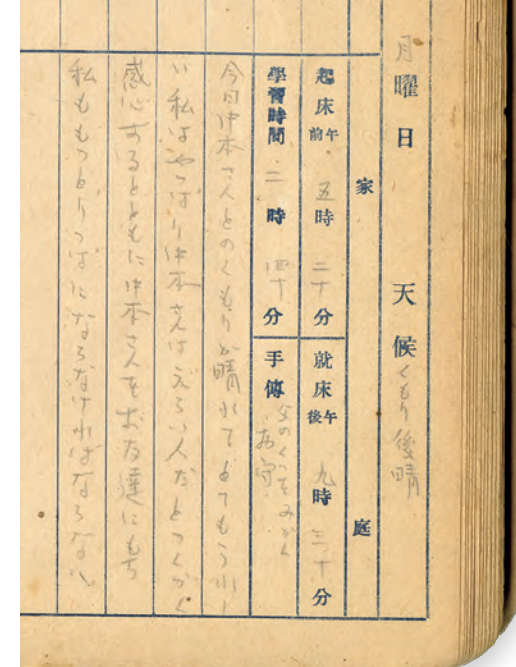 月曜日 天候 くもり後晴
家庭
起床 午前 五時 二十分 就床 午後 九時 三十分
學習時間 二時 四十分 手傳 父のくつをみがく お守
今日中本さんとのくもりが晴れてとてもうれし
い 私はやっぱり中本さんはえらい人だとつくづく
感心するとともに中本さんをお友達にもち
私ももっとりっぱにならなければならない